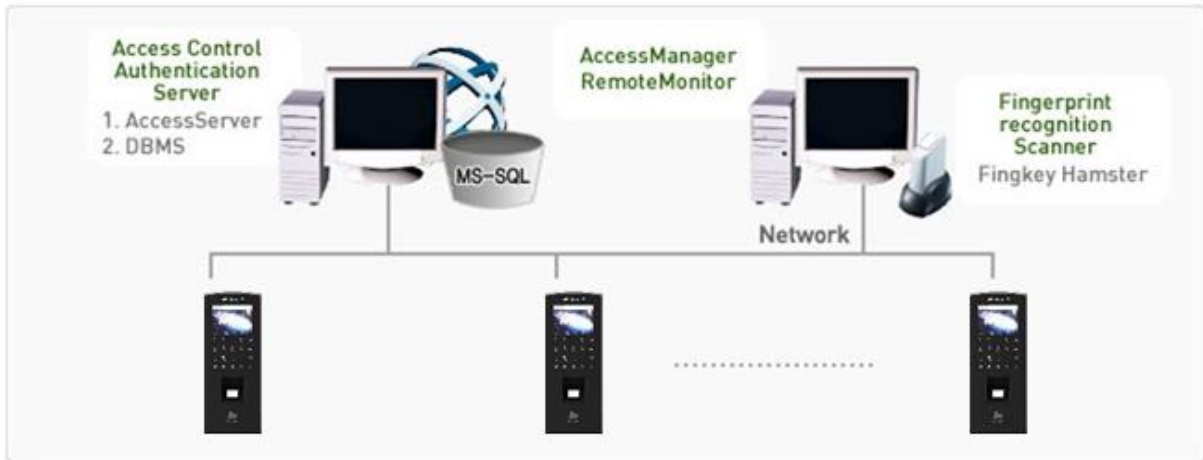 Access Control
Authentication
Server
1. AccessServer
2. DBMS
MS-SQL
AccessManager
RemoteMonitor
Fingerprint
recognition
Scanner
Fingkey Hamster
Network